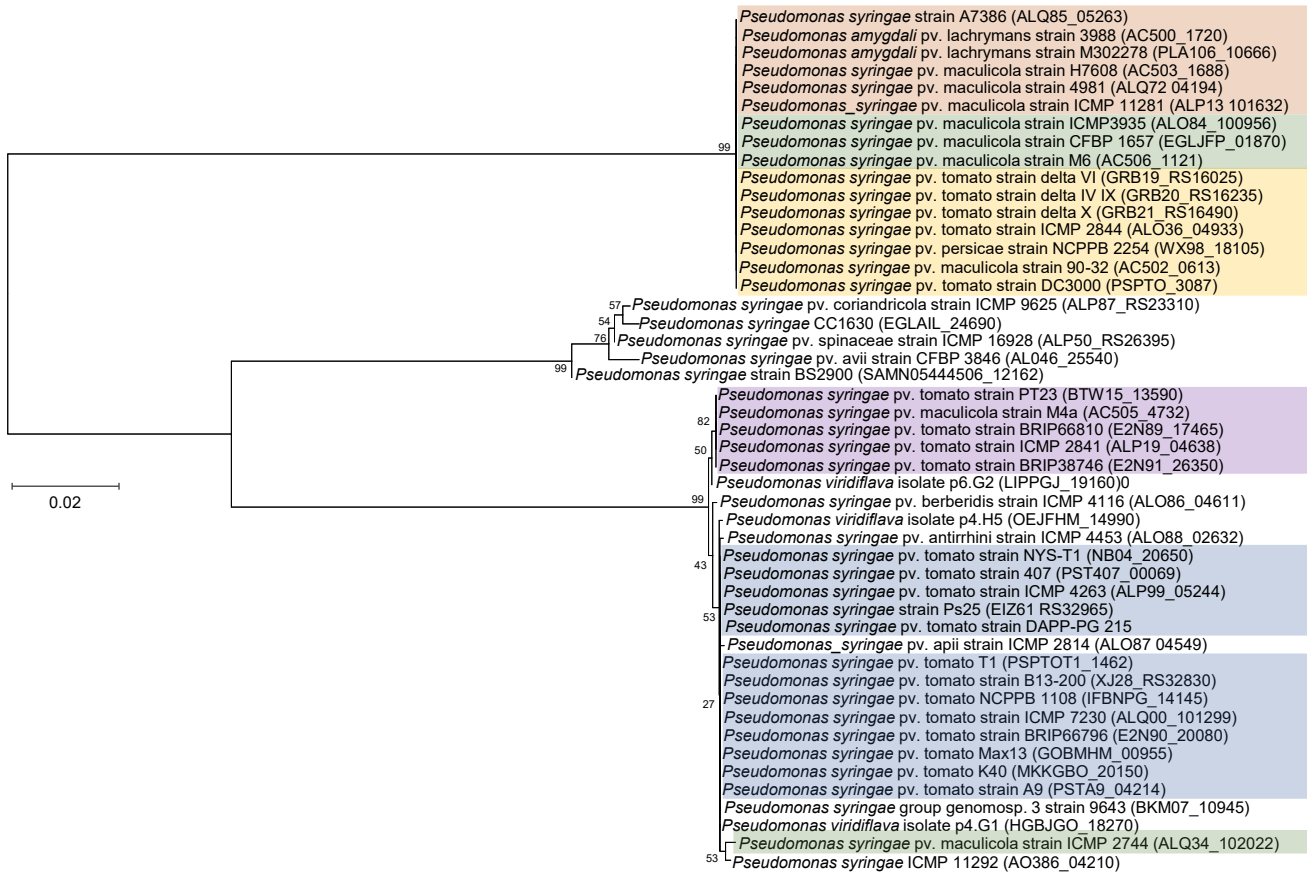 Pseudomonas syringae strain A7386 (ALQ85_05263)
Pseudomonas amygdali pv. lachrymans strain 3988 (AC500_1720)
Pseudomonas amygdali pv. lachrymans strain M302278 (PLA106_10666)
Pseudomonas syringae pv. maculicola strain H7608 (AC503_1688)
Pseudomonas syringae pv. maculicola strain 4981 (ALQ72 04194)
Pseudomonas_syringae pv. maculicola strain ICMP 11281 (ALP13 101632)
Pseudomonas syringae pv. maculicola strain ICMP3935 (ALO84_100956)
Pseudomonas syringae pv. maculicola strain CFBP 1657 (EGLJFP_01870)
99
Pseudomonas syringae pv. maculicola strain M6 (AC506_1121)
Pseudomonas syringae pv. tomato strain delta VI (GRB19_RS16025)
Pseudomonas syringae pv. tomato strain delta IV IX (GRB20_RS16235)
Pseudomonas syringae pv. tomato strain delta X (GRB21_RS16490)
Pseudomonas syringae pv. tomato strain ICMP 2844 (ALO36_04933)
Pseudomonas syringae pv. persicae strain NCPPB 2254 (WX98_18105)
Pseudomonas syringae pv. maculicola strain 90-32 (AC502_0613)
Pseudomonas syringae pv. tomato strain DC3000 (PSPTO_3087)
57
Pseudomonas syringae pv. coriandricola strain ICMP 9625 (ALP87_RS23310)
54
Pseudomonas syringae CC1630 (EGLAIL_24690)
76
Pseudomonas syringae pv. spinaceae strain ICMP 16928 (ALP50_RS26395)
Pseudomonas syringae pv. avii strain CFBP 3846 (AL046_25540)
99
Pseudomonas syringae strain BS2900 (SAMN05444506_12162)
Pseudomonas syringae pv. tomato strain PT23 (BTW15_13590)
Pseudomonas syringae pv. maculicola strain M4a (AC505_4732)
82
Pseudomonas syringae pv. tomato strain BRIP66810 (E2N89_17465)
Pseudomonas syringae pv. tomato strain ICMP 2841 (ALP19_04638)
50
Pseudomonas syringae pv. tomato strain BRIP38746 (E2N91_26350)
Pseudomonas viridiflava isolate p6.G2 (LIPPGJ_19160)0
0.02
99
Pseudomonas syringae pv. berberidis strain ICMP 4116 (ALO86_04611)
Pseudomonas viridiflava isolate p4.H5 (OEJFHM_14990)
Pseudomonas syringae pv. antirrhini strain ICMP 4453 (ALO88_02632)
Pseudomonas syringae pv. tomato strain NYS-T1 (NB04_20650)
43
Pseudomonas syringae pv. tomato strain 407 (PST407_00069)
Pseudomonas syringae pv. tomato strain ICMP 4263 (ALP99_05244)
Pseudomonas syringae strain Ps25 (EIZ61 RS32965)
53
Pseudomonas syringae pv. tomato strain DAPP-PG 215
Pseudomonas_syringae pv. apii strain ICMP 2814 (ALO87 04549)
Pseudomonas syringae pv. tomato T1 (PSPTOT1_1462)
Pseudomonas syringae pv. tomato strain B13-200 (XJ28_RS32830)
27
Pseudomonas syringae pv. tomato NCPPB 1108 (IFBNPG_14145)
Pseudomonas syringae pv. tomato strain ICMP 7230 (ALQ00_101299)
Pseudomonas syringae pv. tomato strain BRIP66796 (E2N90_20080)
Pseudomonas syringae pv. tomato Max13 (GOBMHM_00955)
Pseudomonas syringae pv. tomato K40 (MKKGBO_20150)
Pseudomonas syringae pv. tomato strain A9 (PSTA9_04214)
Pseudomonas syringae group genomosp. 3 strain 9643 (BKM07_10945)
Pseudomonas viridiflava isolate p4.G1 (HGBJGO_18270)
Pseudomonas syringae pv. maculicola strain ICMP 2744 (ALQ34_102022)
53
Pseudomonas syringae ICMP 11292 (AO386_04210)